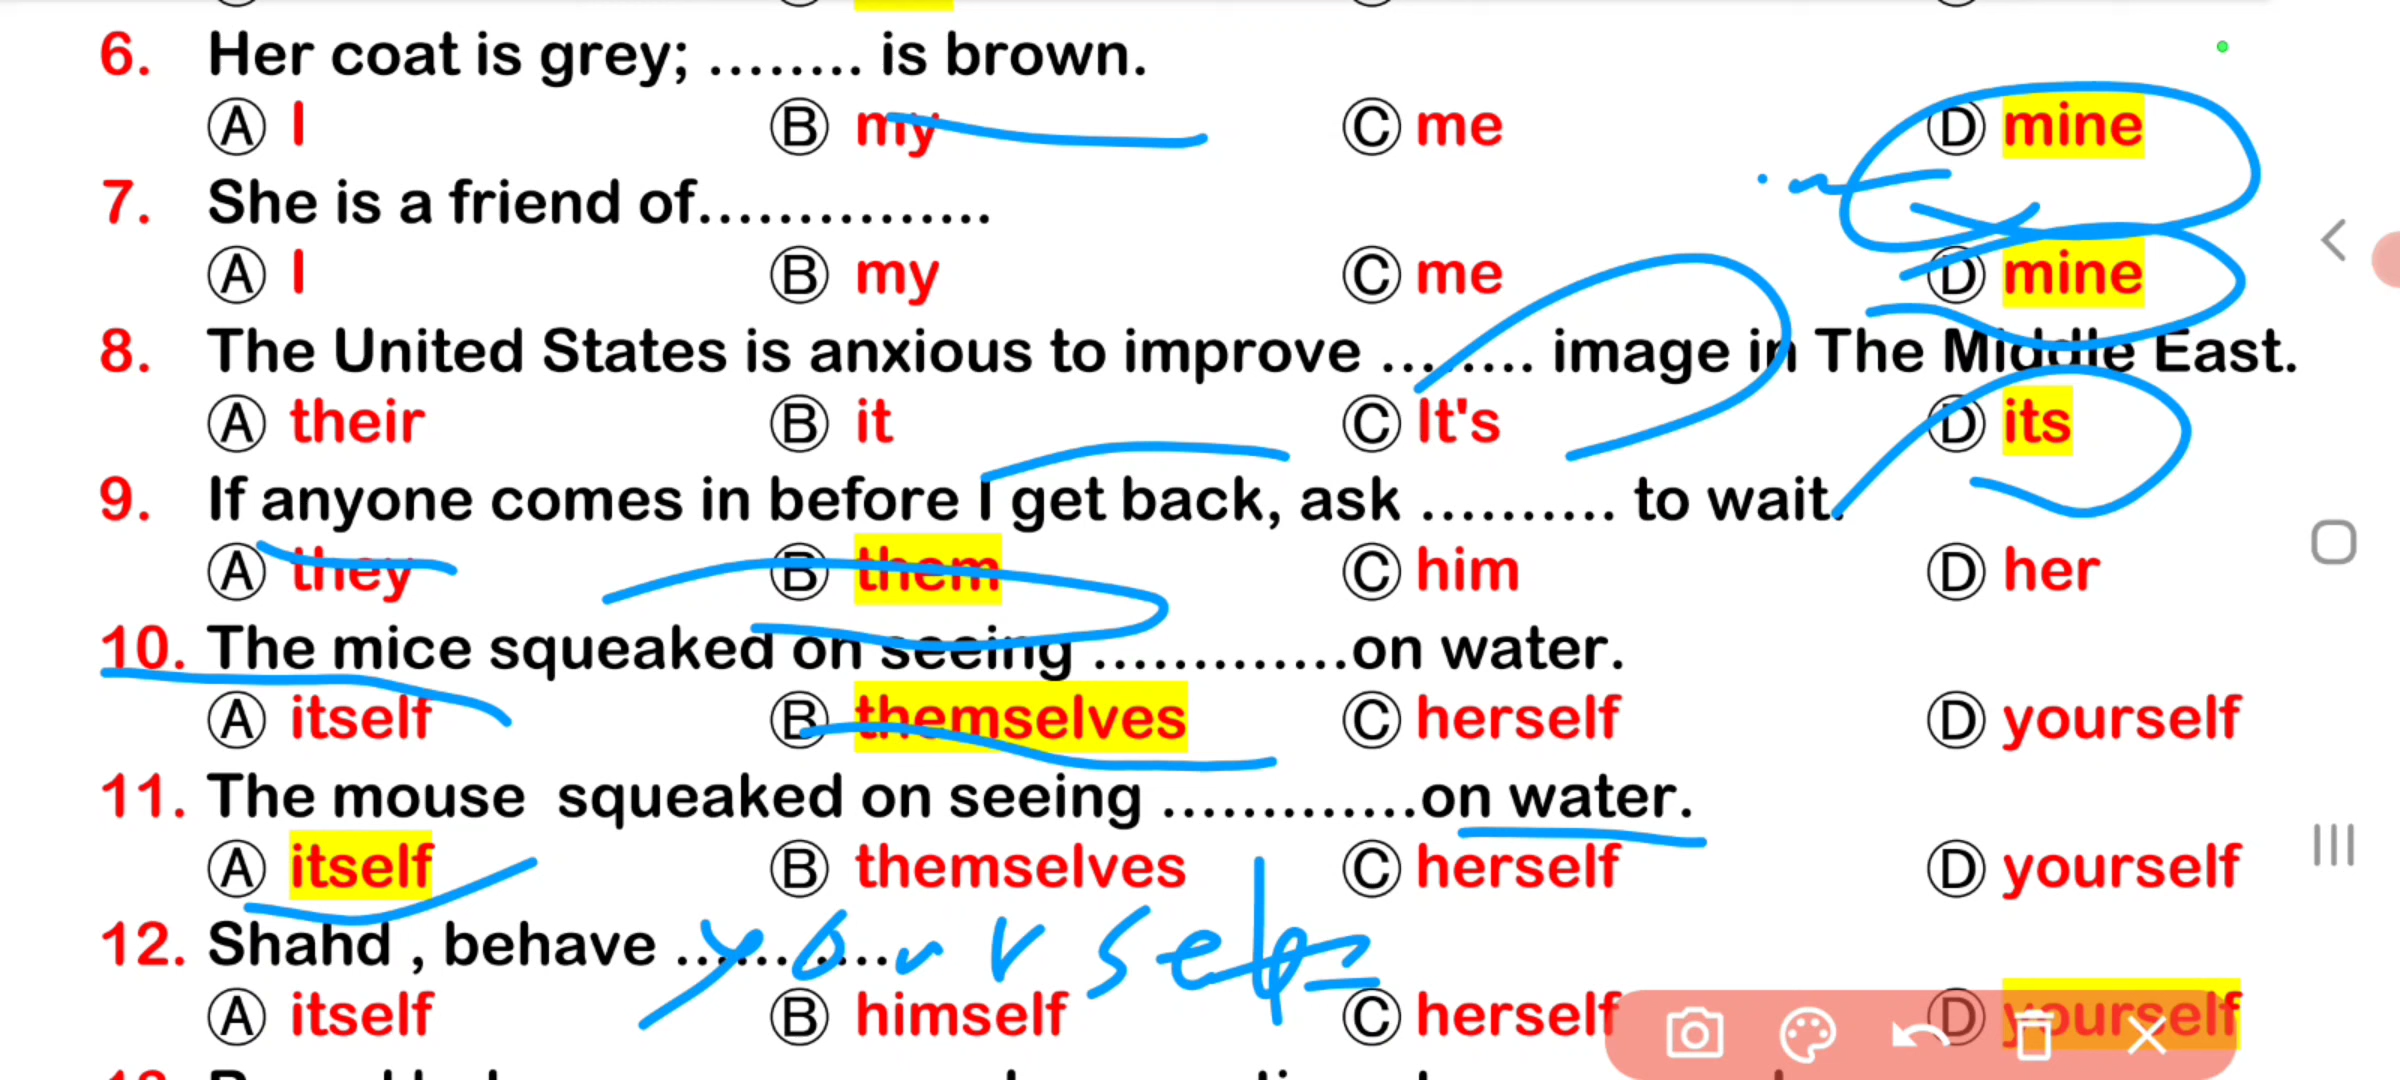 6. Her coat is grey; ........ is brown.
Ⓐ I Ⓑ my Ⓒ me Ⓓ mine
7. She is a friend of...............
Ⓐ I Ⓑ my Ⓒ me Ⓓ mine
8. The United States is anxious to improve ........ image in The Middle East.
Ⓐ their Ⓑ it Ⓒ It's Ⓓ its
9. If anyone comes in before I get back, ask .......... to wait.
Ⓐ they Ⓑ them Ⓒ him Ⓓ her
10. The mice squeaked on seeing .............on water.
Ⓐ itself Ⓑ themselves Ⓒ herself Ⓓ yourself
11. The mouse squeaked on seeing .............on water.
Ⓐ itself Ⓑ themselves Ⓒ herself Ⓓ yourself
12. Shahd , behave ........... yourself
Ⓐ itself Ⓑ himself Ⓒ herself Ⓓ yourself